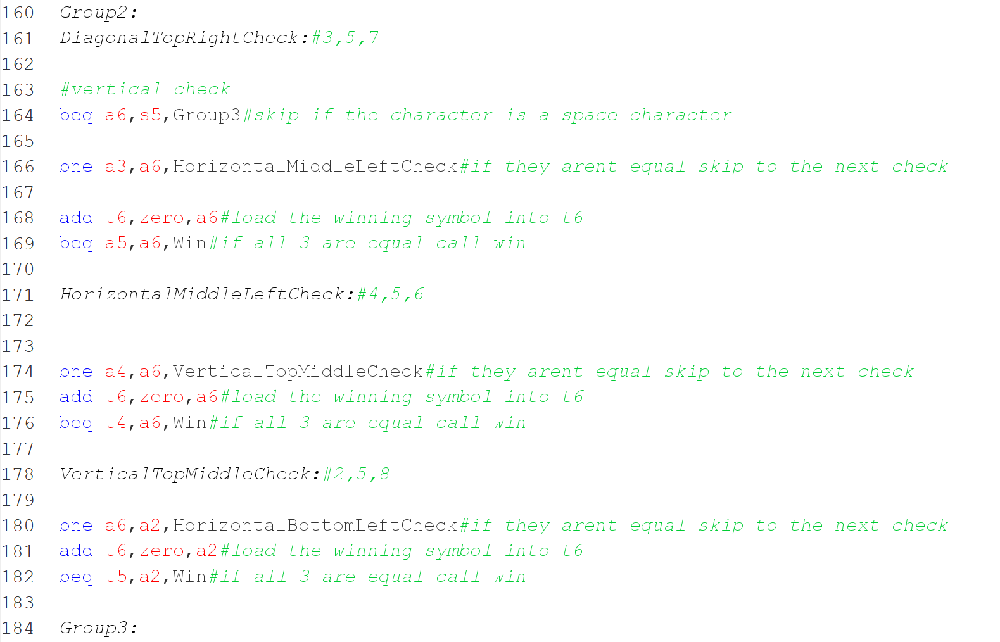 160 Group2:
161 DiagonalTopRightCheck:#3,5,7
162
163 #vertical check
164 beq a6,s5,Group3#skip if the character is a space character
165
166 bne a3,a6,HorizontalMiddleLeftCheck#if they arent equal skip to the next check
167
168 add t6,zero,a6#load the winning symbol into t6
169 beq a5,a6,Win#if all 3 are equal call win
170
171 HorizontalMiddleLeftCheck:#4,5,6
172
173
174 bne a4,a6,VerticalTopMiddleCheck#if they arent equal skip to the next check
175 add t6,zero,a6#load the winning symbol into t6
176 beq t4,a6,Win#if all 3 are equal call win
177
178 VerticalTopMiddleCheck:#2,5,8
179
180 bne a6,a2,HorizontalBottomLeftCheck#if they arent equal skip to the next check
181 add t6,zero,a2#load the winning symbol into t6
182 beq t5,a2,Win#if all 3 are equal call win
183
184 Group3: